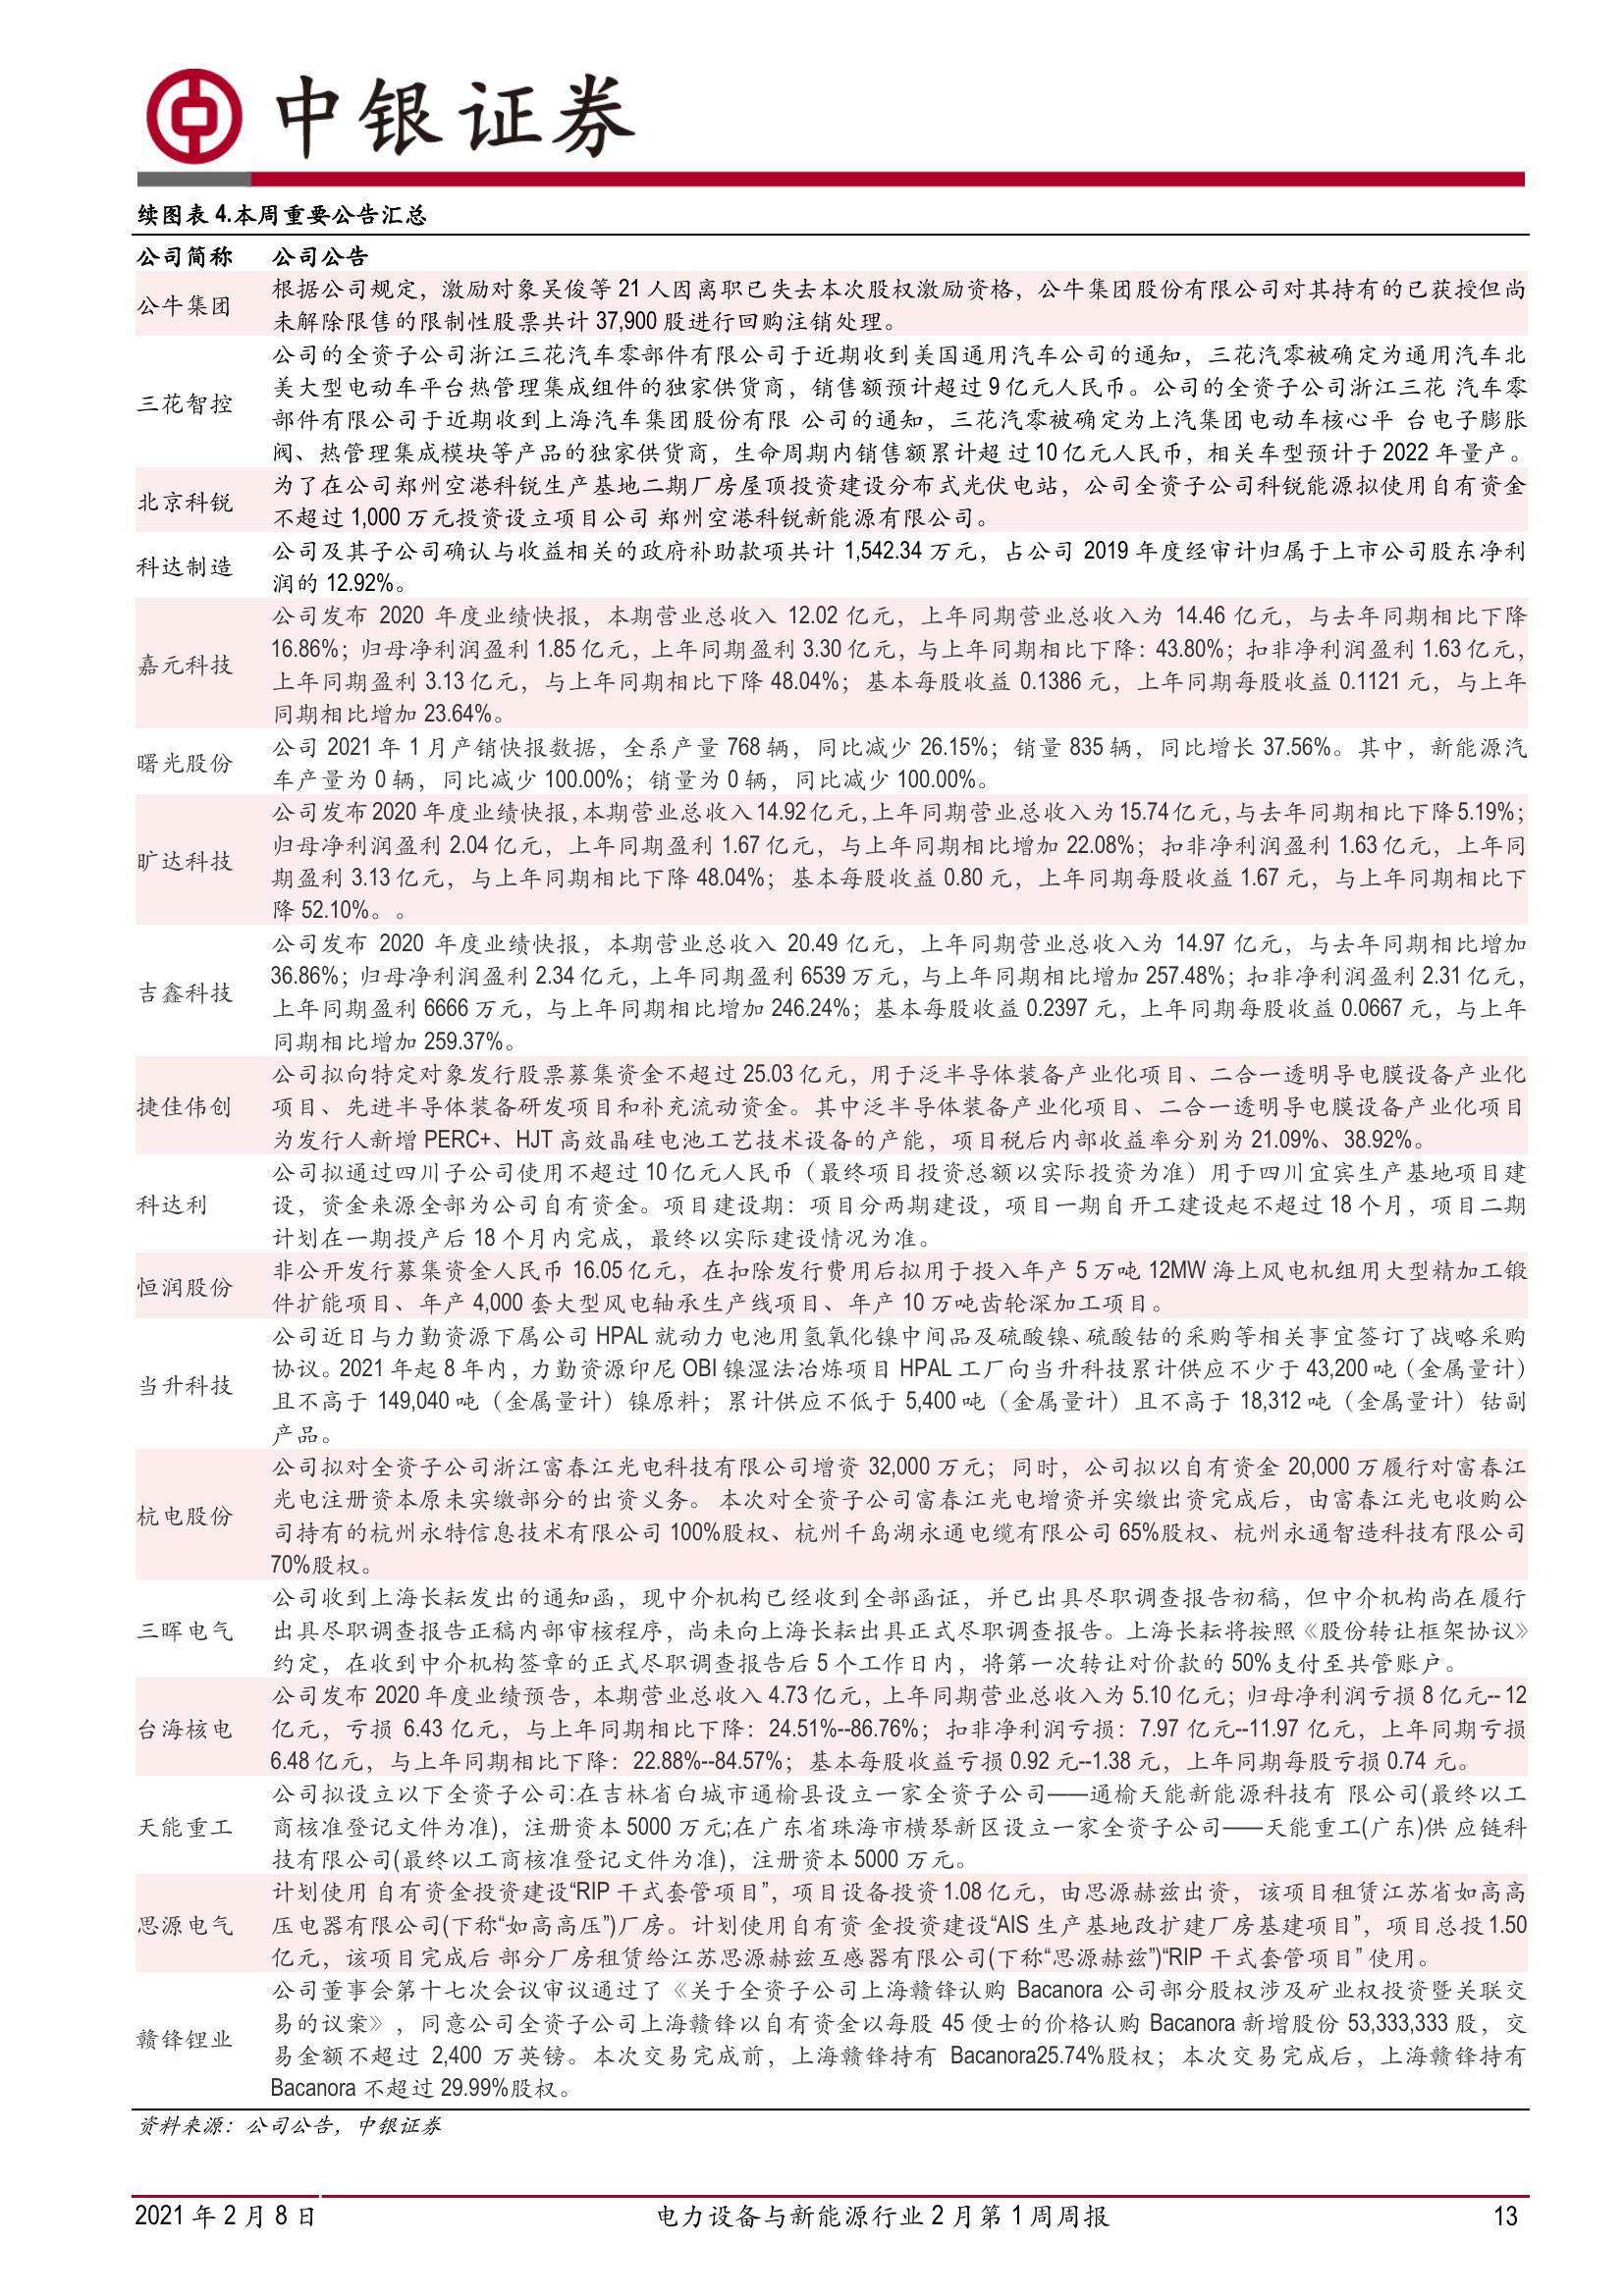 中银证券
续图表 4.本周重要公告汇总
公司简称 公司公告
公牛集团
根据公司规定，激励对象吴俊等 21 人因离职已失去本次股权激励资格，公牛集团股份有限公司对其持有的已获授但尚
未解除限售的限制性股票共计 37,900 股进行回购注销处理。
三花智控
公司的全资子公司浙江三花汽车零部件有限公司于近期收到美国通用汽车公司的通知，三花汽零被确定为通用汽车北
美大型电动车平台热管理集成组件的独家供货商，销售额预计超过 9 亿元人民币。公司的全资子公司浙江三花 汽车零
部件有限公司于近期收到上海汽车集团股份有限 公司的通知，三花汽零被确定为上汽集团电动车核心平 台电子膨胀
阀、热管理集成模块等产品的独家供货商，生命周期内销售额累计超 过 10 亿元人民币，相关车型预计于 2022 年量产。
北京科锐
为了在公司郑州空港科锐生产基地二期厂房屋顶投资建设分布式光伏电站，公司全资子公司科锐能源拟使用自有资金
不超过 1,000 万元投资设立项目公司 郑州空港科锐新能源有限公司。
科达制造
公司及其子公司确认与收益相关的政府补助款项共计 1,542.34 万元，占公司 2019 年度经审计归属于上市公司股东净利
润的 12.92%。
嘉元科技
公司发布 2020 年度业绩快报，本期营业总收入 12.02 亿元，上年同期营业总收入为 14.46 亿元，与去年同期相比下降
16.86%；归母净利润盈利 1.85 亿元，上年同期盈利 3.30 亿元，与上年同期相比下降：43.80%；扣非净利润盈利 1.63 亿元，
上年同期盈利 3.13 亿元，与上年同期相比下降 48.04%；基本每股收益 0.1386 元，上年同期每股收益 0.1121 元，与上年
同期相比增加 23.64%。
曙光股份
公司 2021 年 1 月产销快报数据，全系产量 768 辆，同比减少 26.15%；销量 835 辆，同比增长 37.56%。其中，新能源汽
车产量为 0 辆，同比减少 100.00%；销量为 0 辆，同比减少 100.00%。
旷达科技
公司发布 2020 年度业绩快报，本期营业总收入 14.92 亿元，上年同期营业总收入为 15.74 亿元，与去年同期相比下降 5.19%；
归母净利润盈利 2.04 亿元，上年同期盈利 1.67 亿元，与上年同期相比增加 22.08%；扣非净利润盈利 1.63 亿元，上年同
期盈利 3.13 亿元，与上年同期相比下降 48.04%；基本每股收益 0.80 元，上年同期每股收益 1.67 元，与上年同期相比下
降 52.10%。。
吉鑫科技
公司发布 2020 年度业绩快报，本期营业总收入 20.49 亿元，上年同期营业总收入为 14.97 亿元，与去年同期相比增加
36.86%；归母净利润盈利 2.34 亿元，上年同期盈利 6539 万元，与上年同期相比增加 257.48%；扣非净利润盈利 2.31 亿元，
上年同期盈利 6666 万元，与上年同期相比增加 246.24%；基本每股收益 0.2397 元，上年同期每股收益 0.0667 元，与上年
同期相比增加 259.37%。
捷佳伟创
公司拟向特定对象发行股票募集资金不超过 25.03 亿元，用于泛半导体装备产业化项目、二合一透明导电膜设备产业化
项目、先进半导体装备研发项目和补充流动资金。其中泛半导体装备产业化项目、二合一透明导电膜设备产业化项目
为发行人新增 PERC+、HJT 高效晶硅电池工艺技术设备的产能，项目税后内部收益率分别为 21.09%、38.92%。
科达利
公司拟通过四川子公司使用不超过 10 亿元人民币（最终项目投资总额以实际投资为准）用于四川宜宾生产基地项目建
设，资金来源全部为公司自有资金。项目建设期：项目分两期建设，项目一期自开工建设起不超过 18 个月，项目二期
计划在一期投产后 18 个月内完成，最终以实际建设情况为准。
恒润股份
非公开发行募集资金人民币 16.05 亿元，在扣除发行费用后拟用于投入年产 5 万吨 12MW 海上风电机组用大型精加工锻
件扩能项目、年产 4,000 套大型风电轴承生产线项目、年产 10 万吨齿轮深加工项目。
当升科技
公司近日与力勤资源下属公司 HPAL 就动力电池用氢氧化镍中间品及硫酸镍、硫酸钴的采购等相关事宜签订了战略采购
协议。2021 年起 8 年内，力勤资源印尼 OBI 镍湿法冶炼项目 HPAL 工厂向当升科技累计供应不少于 43,200 吨（金属量计）
且不高于 149,040 吨（金属量计）镍原料；累计供应不低于 5,400 吨（金属量计）且不高于 18,312 吨（金属量计）钴副
产品。
杭电股份
公司拟对全资子公司浙江富春江光电科技有限公司增资 32,000 万元；同时，公司拟以自有资金 20,000 万履行对富春江
光电注册资本原未实缴部分的出资义务。 本次对全资子公司富春江光电增资并实缴出资完成后，由富春江光电收购公
司持有的杭州永特信息技术有限公司 100%股权、杭州千岛湖永通电缆有限公司 65%股权、杭州永通智造科技有限公司
70%股权。
三晖电气
公司收到上海长耘发出的通知函，现中介机构已经收到全部函证，并已出具尽职调查报告初稿，但中介机构尚在履行
出具尽职调查报告正稿内部审核程序，尚未向上海长耘出具正式尽职调查报告。上海长耘将按照《股份转让框架协议》
约定，在收到中介机构签章的正式尽职调查报告后 5 个工作日内，将第一次转让对价款的 50%支付至共管账户。
台海核电
公司发布 2020 年度业绩预告，本期营业总收入 4.73 亿元，上年同期营业总收入为 5.10 亿元；归母净利润亏损 8 亿元-- 12
亿元，亏损 6.43 亿元，与上年同期相比下降：24.51%--86.76%；扣非净利润亏损：7.97 亿元--11.97 亿元，上年同期亏损
6.48 亿元，与上年同期相比下降：22.88%--84.57%；基本每股收益亏损 0.92 元--1.38 元，上年同期每股亏损 0.74 元。
天能重工
公司拟设立以下全资子公司:在吉林省白城市通榆县设立一家全资子公司——通榆天能新能源科技有 限公司(最终以工
商核准登记文件为准)，注册资本 5000 万元;在广东省珠海市横琴新区设立一家全资子公司——天能重工(广东)供 应链科
技有限公司(最终以工商核准登记文件为准)，注册资本 5000 万元。
思源电气
计划使用 自有资金投资建设“RIP 干式套管项目”，项目设备投资 1.08 亿元，由思源赫兹出资， 该项目租赁江苏省如高高
压电器有限公司(下称“如高高压”)厂房。计划使用自有资 金投资建设“AIS 生产基地改扩建厂房基建项目”，项目总投 1.50
亿元，该项目完成后 部分厂房租赁给江苏思源赫兹互感器有限公司(下称“思源赫兹”)“RIP 干式套管项目” 使用。
赣锋锂业
公司董事会第十七次会议审议通过了《关于全资子公司上海赣锋认购 Bacanora 公司部分股权涉及矿业权投资暨关联交
易的议案》，同意公司全资子公司上海赣锋以自有资金以每股 45 便士的价格认购 Bacanora 新增股份 53,333,333 股，交
易金额不超过 2,400 万英镑。本次交易完成前，上海赣锋持有 Bacanora25.74%股权；本次交易完成后，上海赣锋持有
Bacanora 不超过 29.99%股权。
资料来源：公司公告，中银证券
2021 年 2 月 8 日 电力设备与新能源行业 2 月第 1 周周报 13